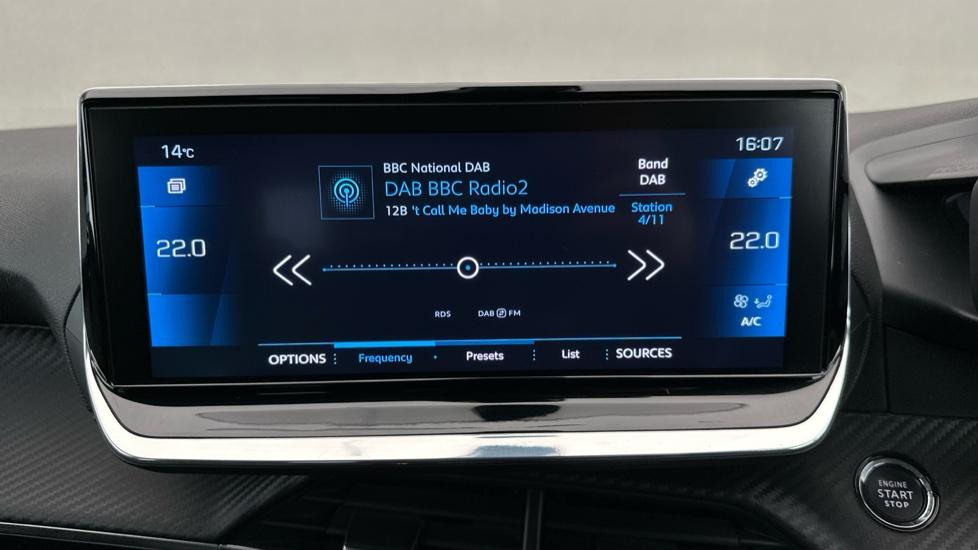 14°C
16:07
BBC National DAB
DAB BBC Radio2
12B 't Call Me Baby by Madison Avenue
Band
DAB
Station
4/11
22.0
22.0
RDS
DAB FM
A/C
OPTIONS
Frequency
Presets
List
SOURCES
ENGINE
START
STOP